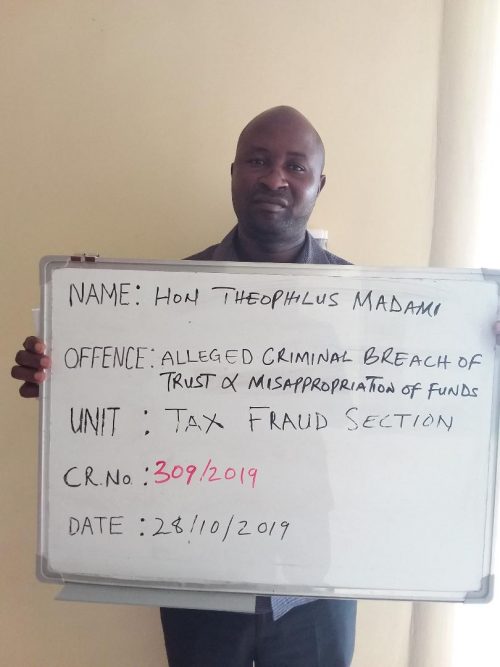 NAME: HON THEOPHILUS MADAMI
OFFENCE: ALLEGED CRIMINAL BREACH OF
TRUST & MISAPPROPRIATION OF FUNDS
UNIT : TAX FRAUD SECTION
CR.No.: 309/2019
DATE : 28/10/2019